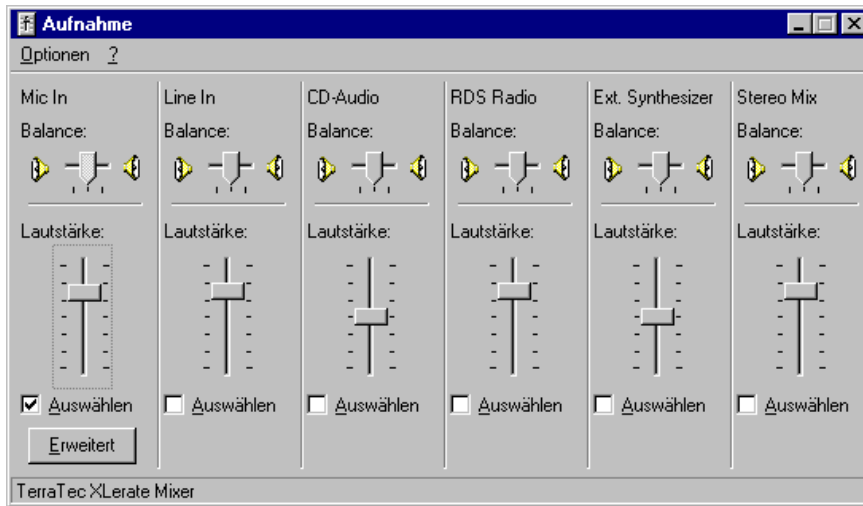 Aufnahme
Optionen ?
Mic In Line In CD-Audio RDS Radio Ext. Synthesizer Stereo Mix
Balance: Balance: Balance: Balance: Balance: Balance:
Lautstärke: Lautstärke: Lautstärke: Lautstärke: Lautstärke: Lautstärke:
Auswählen Auswählen Auswählen Auswählen Auswählen Auswählen
Erweitert
TerraTec XLerate Mixer